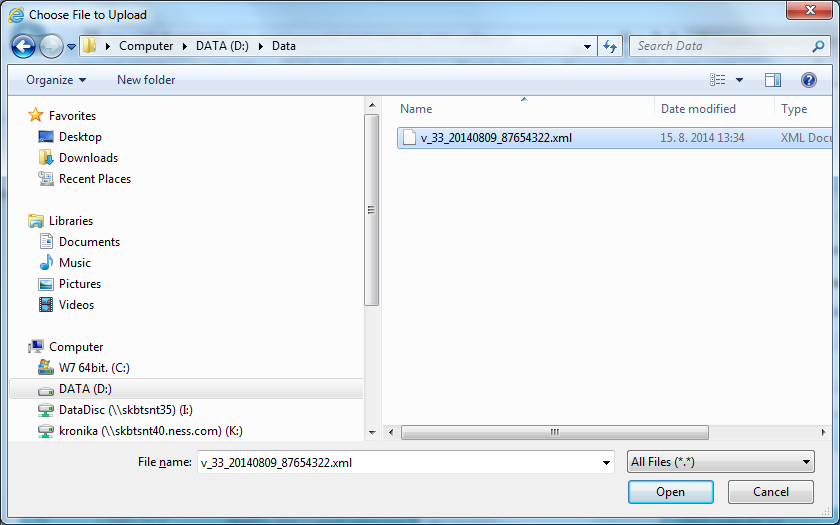 Choose File to Upload
Computer DATA (D:) Data
Search Data
Organize New folder
Favorites
Desktop
Downloads
Recent Places
Libraries
Documents
Music
Pictures
Videos
Computer
W7 64bit. (C:)
DATA (D:)
DataDisc (\\skbtsnt35) (I:)
kronika (\\skbtsnt40.ness.com) (K:)
Name Date modified Type
v_33_20140809_87654322.xml 15. 8. 2014 13:34 XML Docu
File name: v_33_20140809_87654322.xml All Files (*.*)
Open Cancel